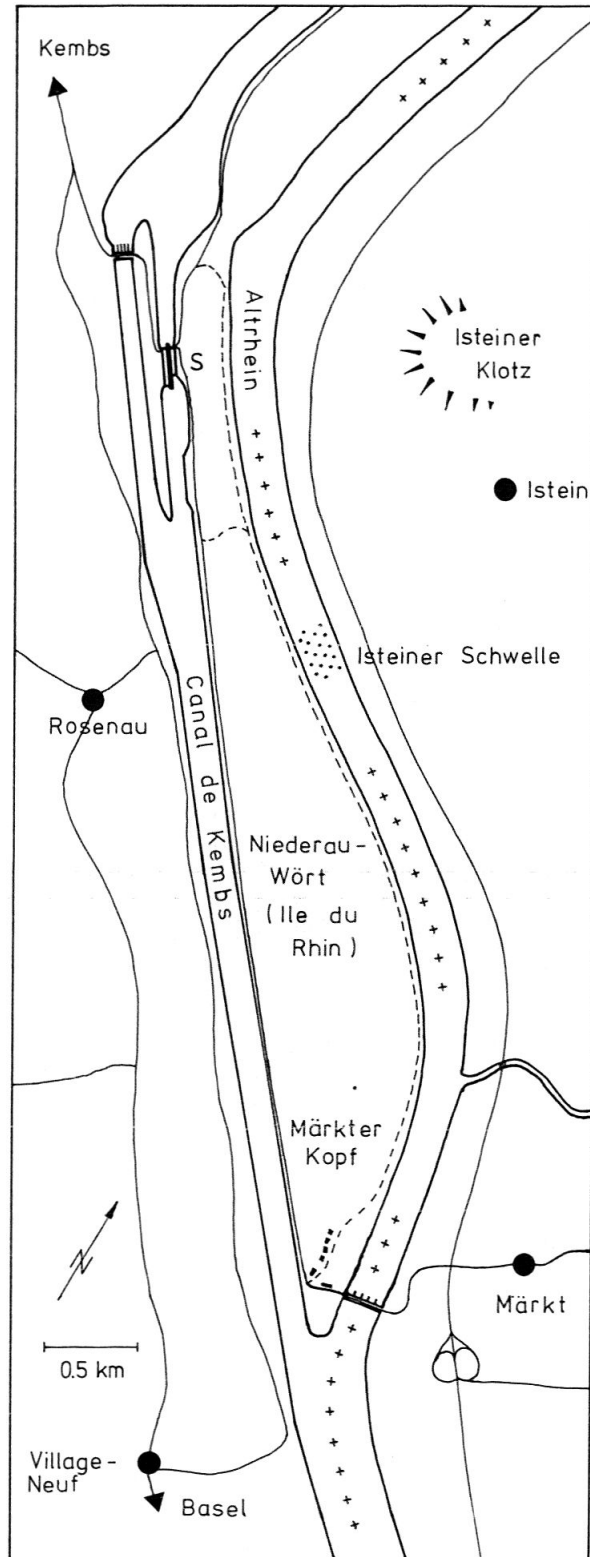 Kembs
Altrhein
Isteiner
Klotz
S
Istein
Isteiner Schwelle
Rosenau
Canal de Kembs
Niederau-
Wört
(Ile du
Rhin)
Märkter
Kopf
N
Märkt
0.5 km
Village-
Neuf
Basel